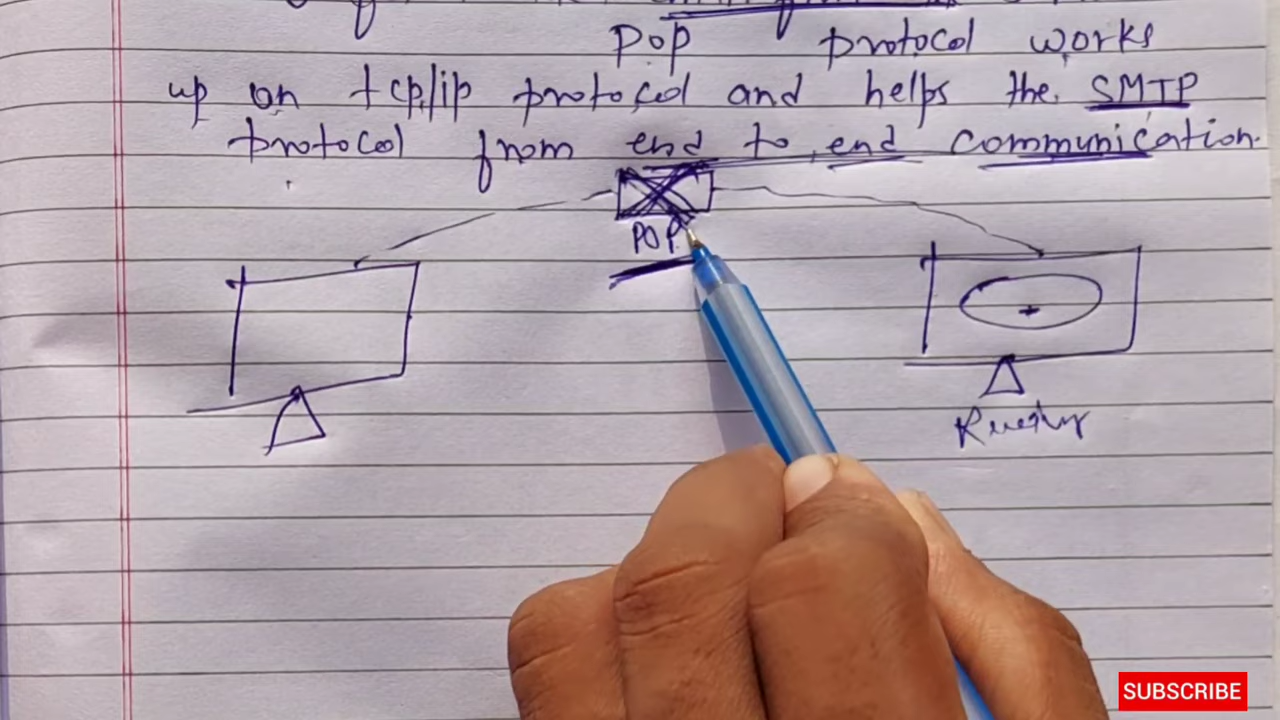 POP protocol works
up on tcp/ip protocol and helps the SMTP
protocol from end to end communication.
POP
SUBSCRIBE